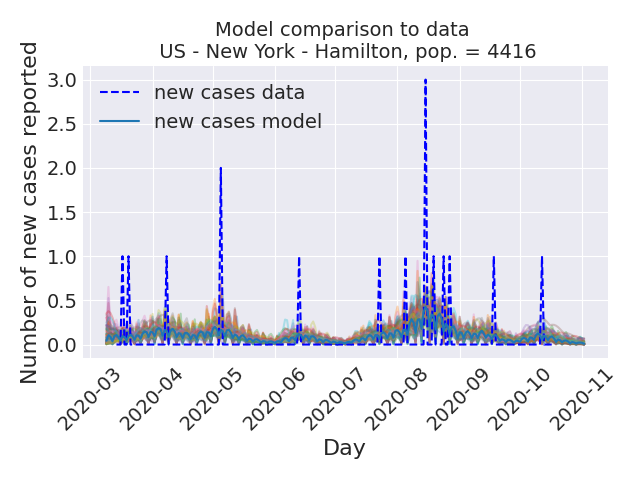 Model comparison to data
US - New York - Hamilton, pop. = 4416
new cases data
new cases model
Number of new cases reported
3.0
2.5
2.0
1.5
1.0
0.5
0.0
2020-03
2020-04
2020-05
2020-06
2020-07
2020-08
2020-09
2020-10
2020-11
Day